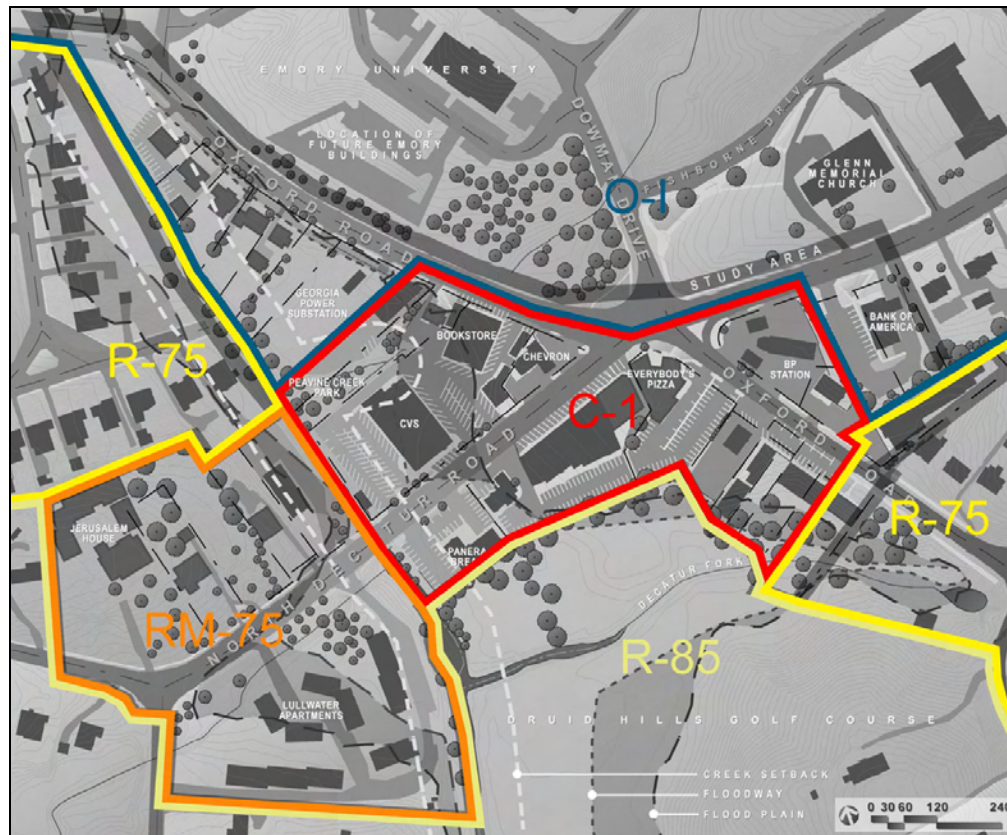 EMORY UNIVERSITY
LOCATION OF
FUTURE EMORY
BUILDINGS
DOWMAN DRIVE
FISHBORNE DRIVE
GLENN
MEMORIAL
CHURCH
O-I
OXFORD ROAD
STUDY AREA
GEORGIA
POWER
SUBSTATION
BANK OF
AMERICA
BOOKSTORE
CHEVRON
R-75
PEAVINE CREEK
PARK
EVERYBODY'S
PIZZA
BP
STATION
C-1
CVS
OXFORD ROAD
NORTH DECATUR ROAD
R-75
JERUSALEM
HOUSE
PANERA
BREAD
DECATUR FORK
RM-75
R-85
LULLWATER
APARTMENTS
DRUID HILLS GOLF COURSE
CREEK SETBACK
FLOODWAY
FLOOD PLAIN
0 30 60 120 240